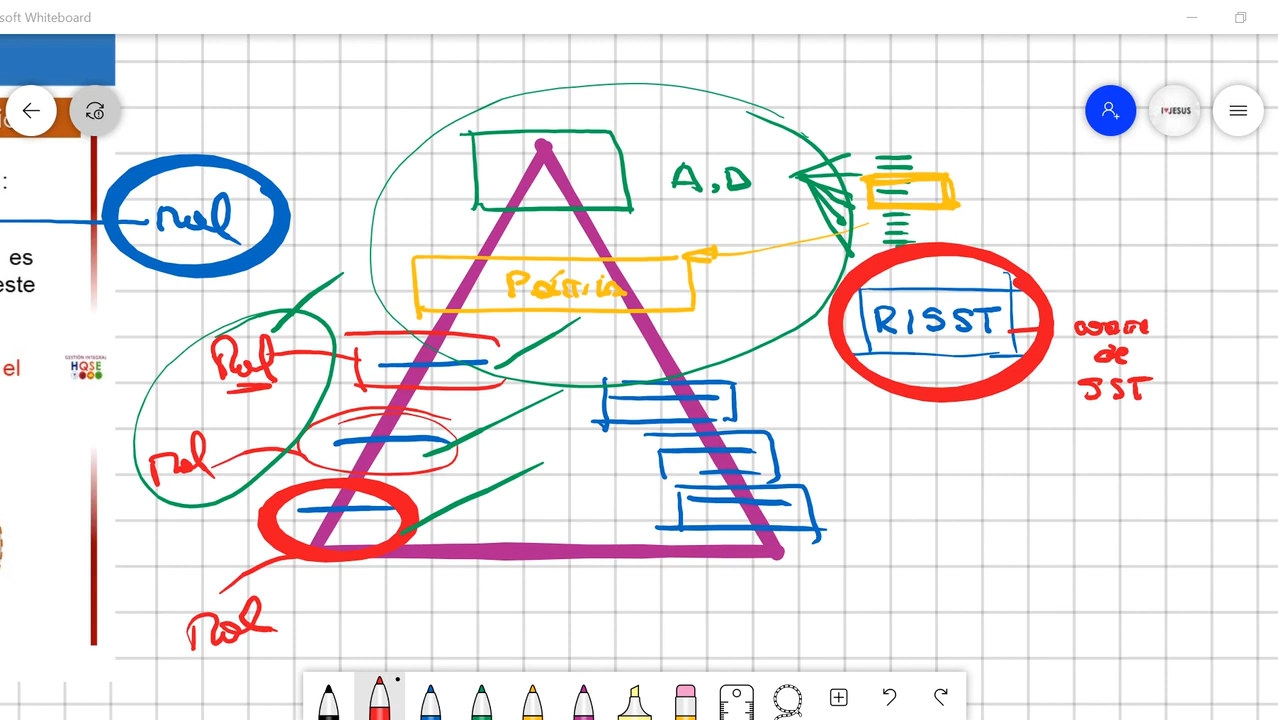 soft Whiteboard
I♥JESUS
:
A, D
Rol
es
este
Política
RISST
de
SST
Rol
el
GESTIÓN INTEGRAL
HQSE
Rol
Rol